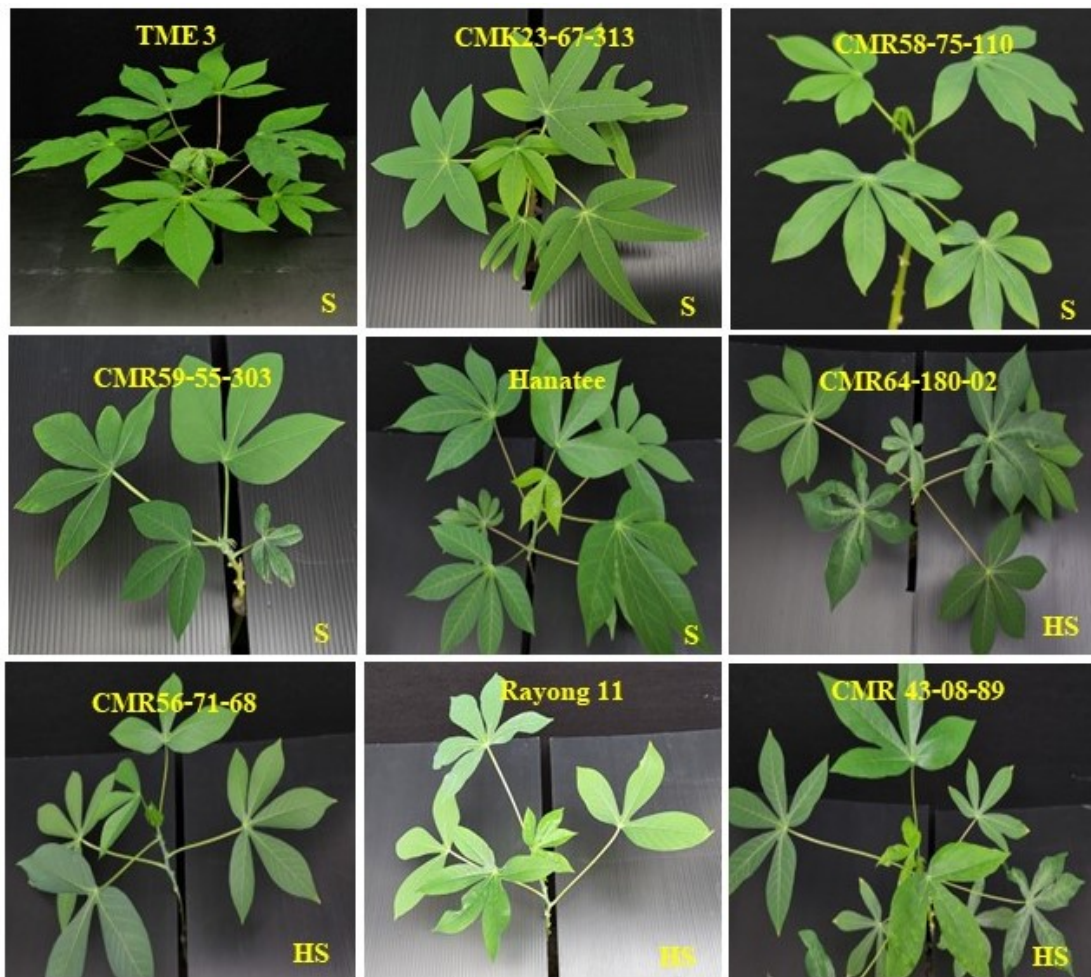 TME 3
CMK23-67-313
CMR58-75-110
S
S
S
CMR59-55-303
Hanatee
CMR64-180-02
S
S
HS
CMR56-71-68
Rayong 11
CMR 43-08-89
HS
HS
HS